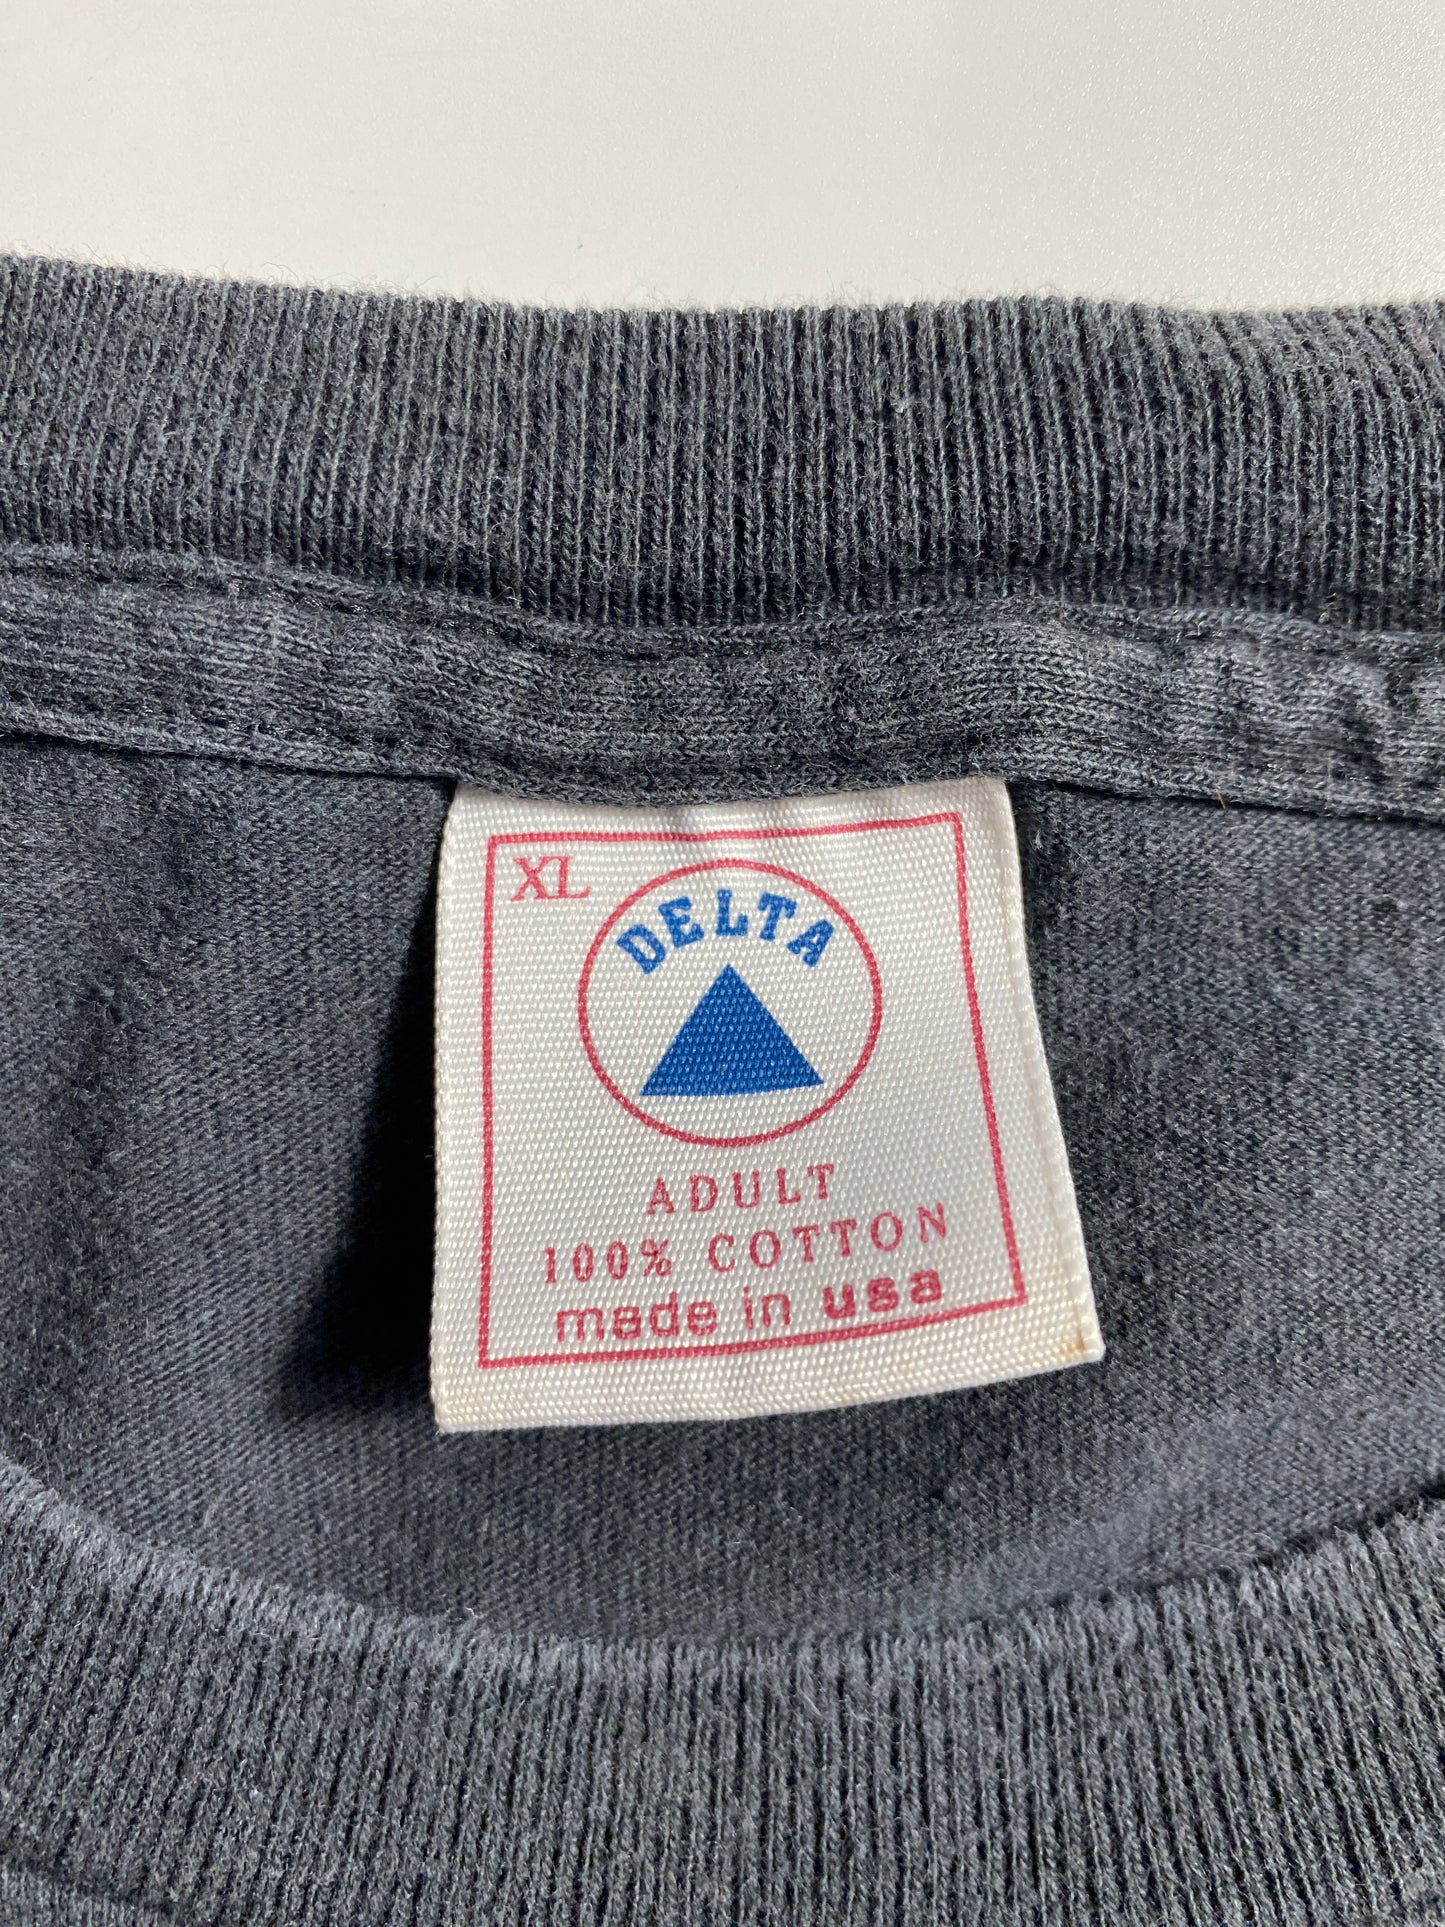 XL
DELTA
ADULT
100% COTTON
made in usa